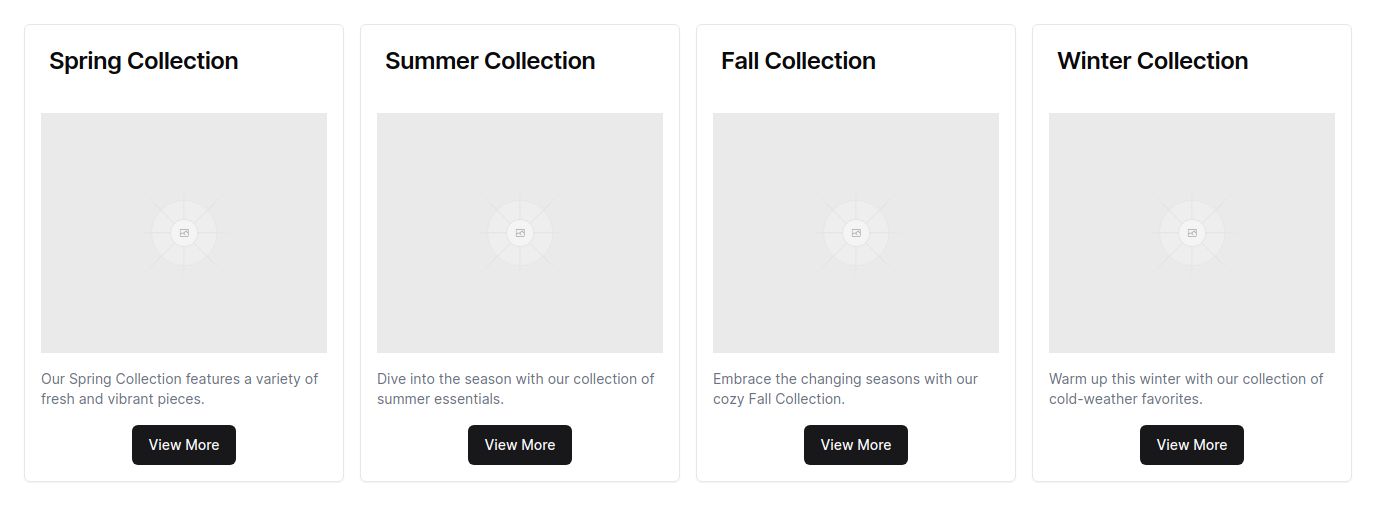 Spring Collection
Our Spring Collection features a variety of
fresh and vibrant pieces.
View More
Summer Collection
Dive into the season with our collection of
summer essentials.
View More
Fall Collection
Embrace the changing seasons with our
cozy Fall Collection.
View More
Winter Collection
Warm up this winter with our collection of
cold-weather favorites.
View More